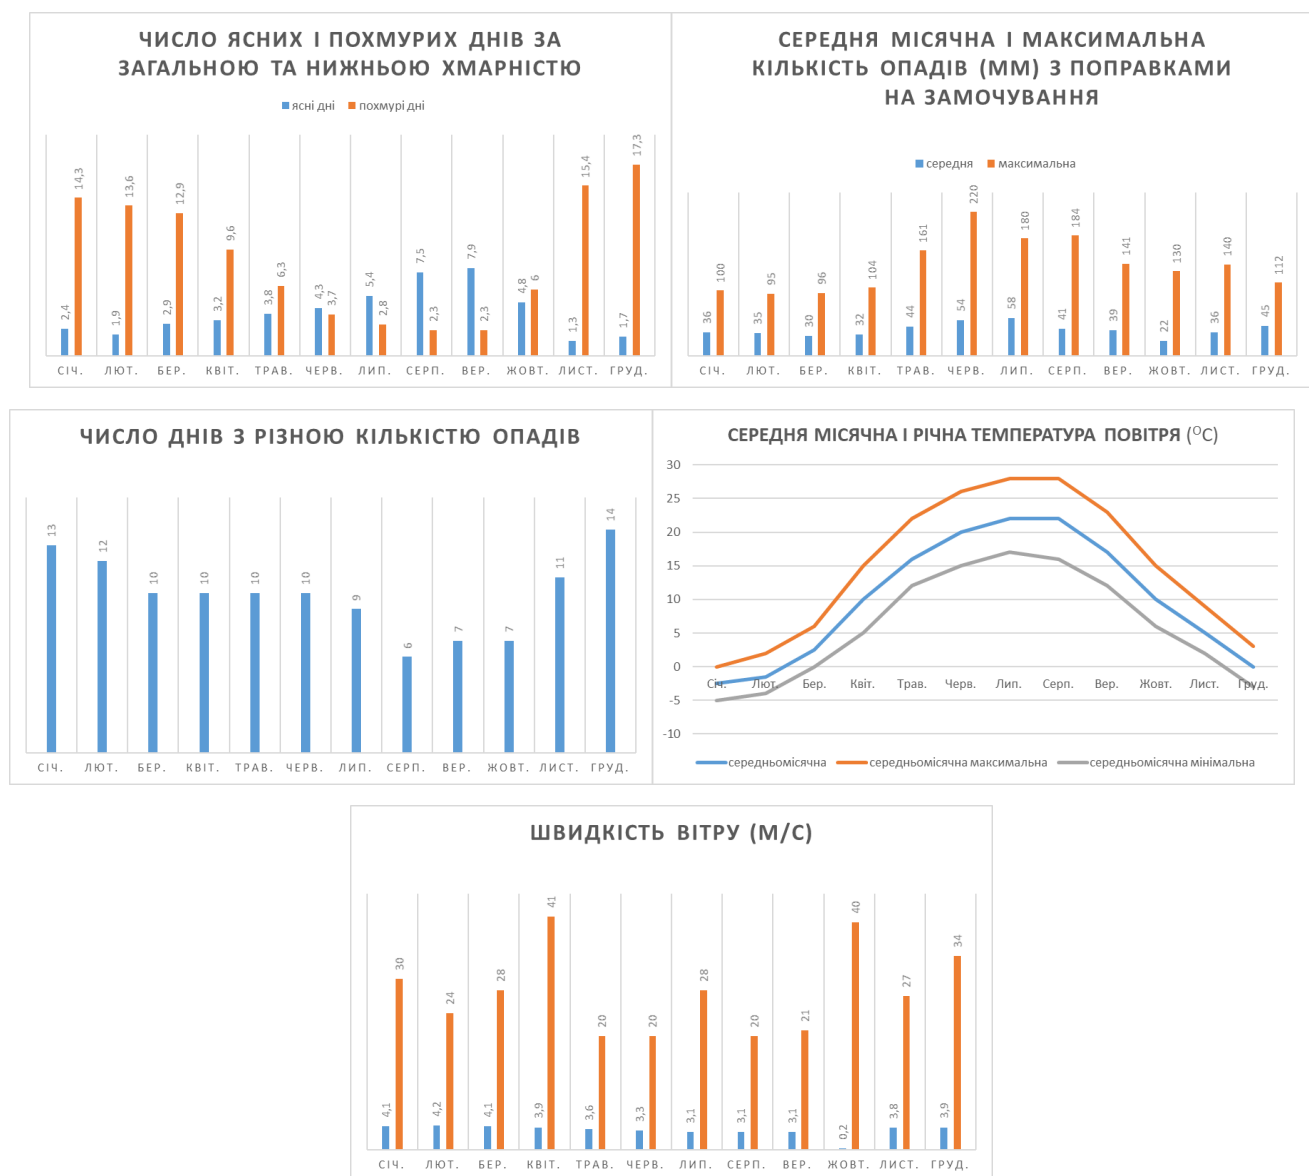 ЧИСЛО ЯСНИХ І ПОХМУРИХ ДНІВ ЗА
ЗАГАЛЬНОЮ ТА НИЖНЬОЮ ХМАРНІСТЮ
ясні дні похмурі дні
2,4 14,3 1,9 13,6 2,9 12,9 3,2 9,6 3,8 6,3 4,3 3,7 5,4 2,8 7,5 2,3 7,9 2,3 4,8 6 1,3 15,4 1,7 17,3
СІЧ. ЛЮТ. БЕР. КВІТ. ТРАВ. ЧЕРВ. ЛИП. СЕРП. ВЕР. ЖОВТ. ЛИСТ. ГРУД.
СЕРЕДНЯ МІСЯЧНА І МАКСИМАЛЬНА
КІЛЬКІСТЬ ОПАДІВ (ММ) З ПОПРАВКАМИ
НА ЗАМОЧУВАННЯ
середня максимальна
36 100 35 95 30 96 32 104 44 161 54 220 58 180 41 184 39 141 22 130 36 140 45 112
СІЧ. ЛЮТ. БЕР. КВІТ. ТРАВ. ЧЕРВ. ЛИП. СЕРП. ВЕР. ЖОВТ. ЛИСТ. ГРУД.
ЧИСЛО ДНІВ З РІЗНОЮ КІЛЬКІСТЮ ОПАДІВ
13 12 10 10 10 10 9 6 7 7 11 14
СІЧ. ЛЮТ. БЕР. КВІТ. ТРАВ. ЧЕРВ. ЛИП. СЕРП. ВЕР. ЖОВТ. ЛИСТ. ГРУД.
СЕРЕДНЯ МІСЯЧНА І РІЧНА ТЕМПЕРАТУРА ПОВІТРЯ (ОС)
30
25
20
15
10
5
0
Січ. Лют. Бер. Квіт. Трав. Черв. Лип. Серп. Вер. Жовт. Лист. Груд.
-5
-10
середньомісячна середньомісячна максимальна середньомісячна мінімальна
ШВИДКІСТЬ ВІТРУ (М/С)
4,1 30 4,2 24 4,1 28 3,9 41 3,6 20 3,3 20 3,1 28 3,1 20 3,1 21 0,2 40 3,8 27 3,9 34
СІЧ. ЛЮТ. БЕР. КВІТ. ТРАВ. ЧЕРВ. ЛИП. СЕРП. ВЕР. ЖОВТ. ЛИСТ. ГРУД.